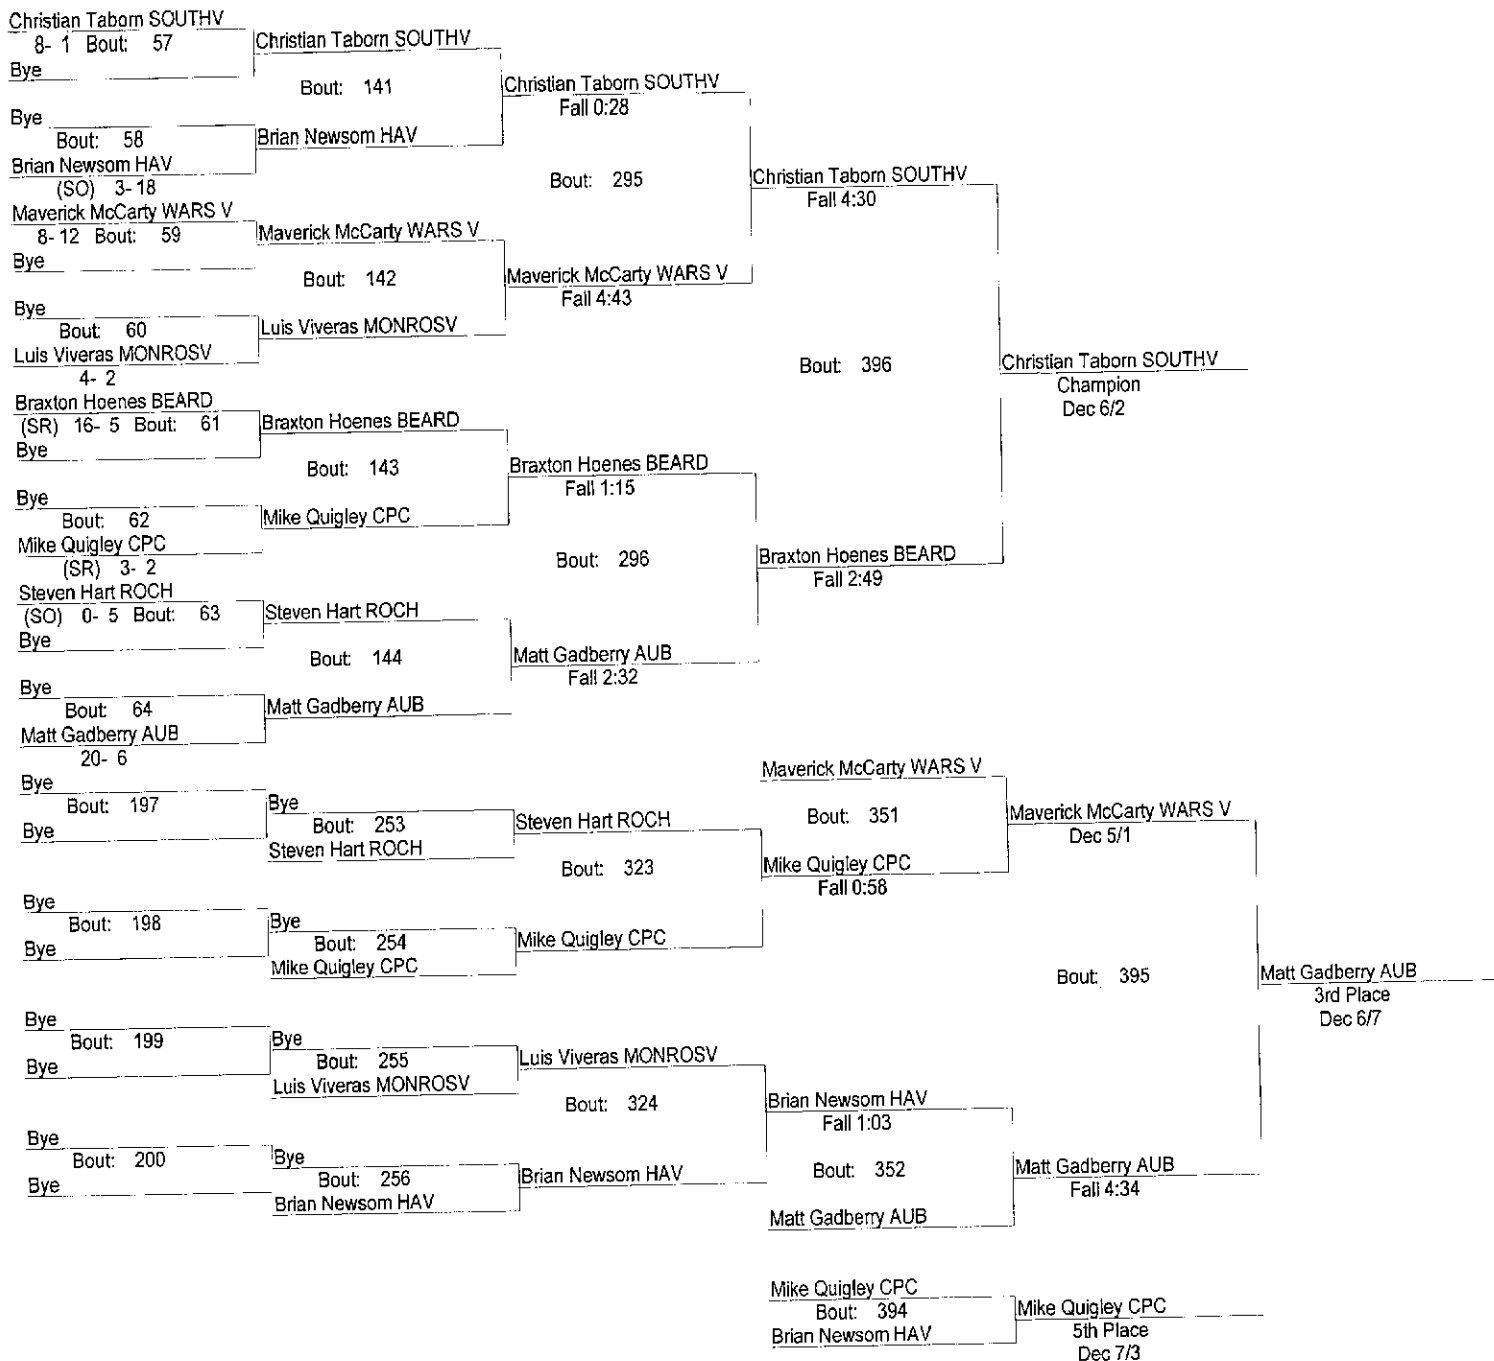 Christian Taborn SOUTHV
8- 1 Bout: 57
Bye
Christian Taborn SOUTHV
Bout: 141
Bye
Bout: 58
Brian Newsom HAV
(SO) 3-18
Brian Newsom HAV
Christian Taborn SOUTHV
Fall 0:28
Bout: 295
Maverick McCarty WARS V
8-12 Bout: 59
Bye
Maverick McCarty WARS V
Bout: 142
Bye
Bout: 60
Luis Viveras MONROSV
4- 2
Luis Viveras MONROSV
Maverick McCarty WARS V
Fall 4:43
Christian Taborn SOUTHV
Fall 4:30
Bout: 396
Christian Taborn SOUTHV
Champion
Dec 6/2
Braxton Hoenes BEARD
(SR) 16- 5 Bout: 61
Bye
Braxton Hoenes BEARD
Bout: 143
Bye
Bout: 62
Mike Quigley CPC
(SR) 3- 2
Mike Quigley CPC
Braxton Hoenes BEARD
Fall 1:15
Bout: 296
Braxton Hoenes BEARD
Fall 2:49
Steven Hart ROCH
(SO) 0- 5 Bout: 63
Bye
Steven Hart ROCH
Bout: 144
Bye
Bout: 64
Matt Gadberry AUB
20- 6
Matt Gadberry AUB
Matt Gadberry AUB
Fall 2:32
Bye
Bout: 197
Bye
Bye
Bout: 253
Steven Hart ROCH
Steven Hart ROCH
Bout: 323
Bye
Bout: 198
Bye
Bye
Bout: 254
Mike Quigley CPC
Mike Quigley CPC
Maverick McCarty WARS V
Bout: 351
Mike Quigley CPC
Fall 0:58
Maverick McCarty WARS V
Dec 5/1
Bout: 395
Matt Gadberry AUB
3rd Place
Dec 6/7
Bye
Bout: 199
Bye
Bye
Bout: 255
Luis Viveras MONROSV
Luis Viveras MONROSV
Bout: 324
Bye
Bout: 200
Bye
Bye
Bout: 256
Brian Newsom HAV
Brian Newsom HAV
Brian Newsom HAV
Fall 1:03
Bout: 352
Matt Gadberry AUB
Matt Gadberry AUB
Fall 4:34
Mike Quigley CPC
Bout: 394
Brian Newsom HAV
Mike Quigley CPC
5th Place
Dec 7/3